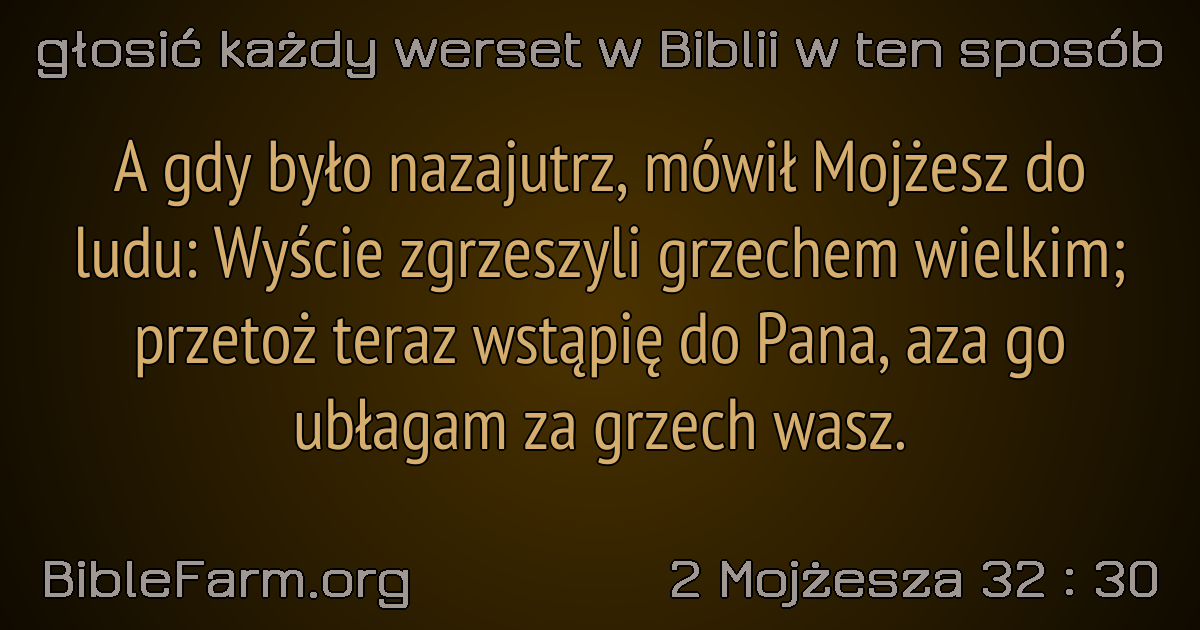 głosić każdy werset w Biblii w ten sposób
A gdy było nazajutrz, mówił Mojżesz do
ludu: Wyście zgrzeszyli grzechem wielkim;
przetoż teraz wstąpię do Pana, aza go
ubłagam za grzech wasz.
BibleFarm.org
2 Mojżesza 32 : 30